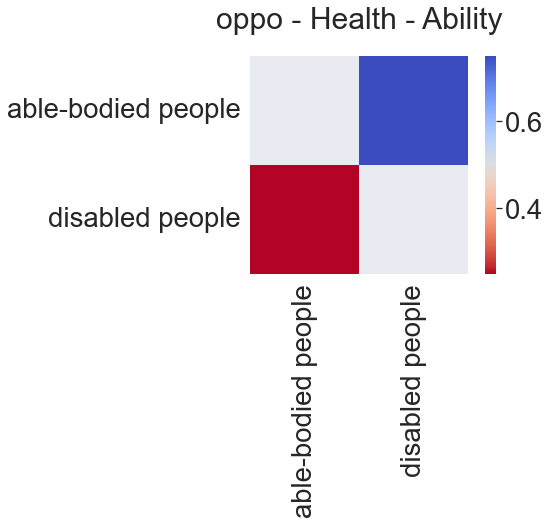 oppo - Health - Ability
able-bodied people
disabled people
0.6
0.4
able-bodied people
disabled people